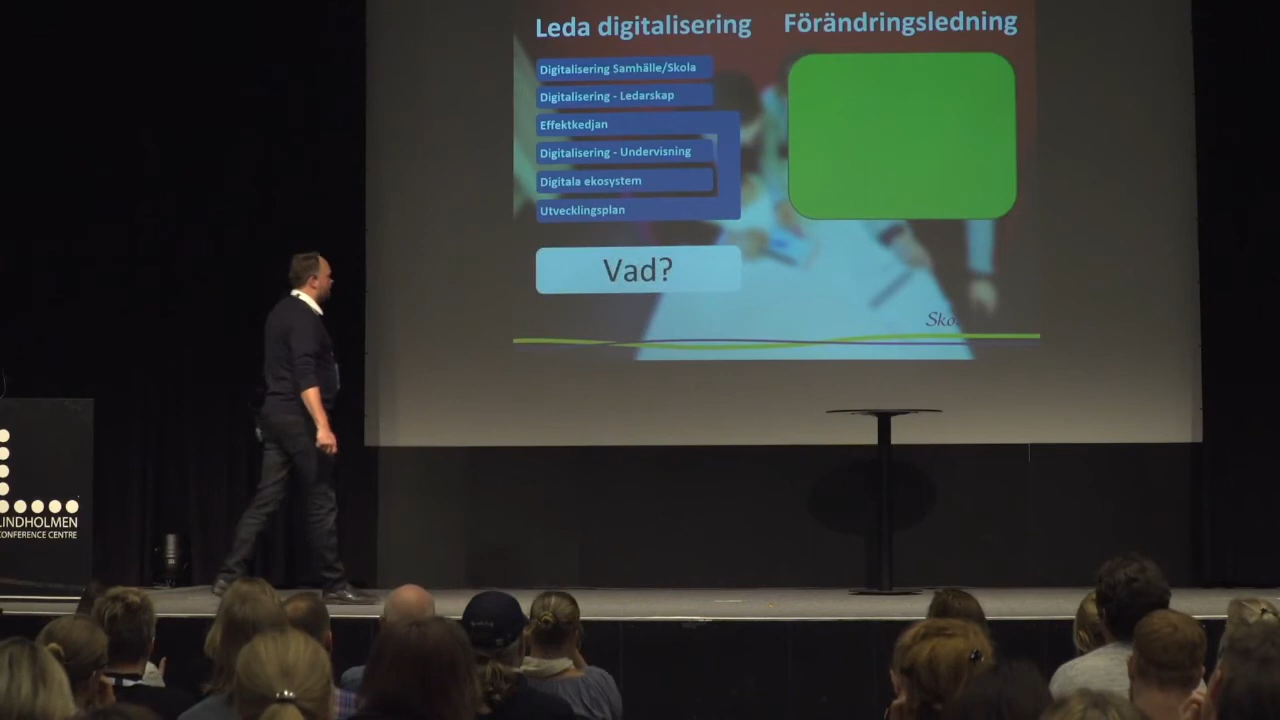 Leda digitalisering
Digitalisering Samhälle/Skola
Digitalisering - Ledarskap
Effektkedjan
Digitalisering - Undervisning
Digitala ekosystem
Utvecklingsplan
Vad?
Förändringsledning
LINDHOLMEN
CONFERENCE CENTRE